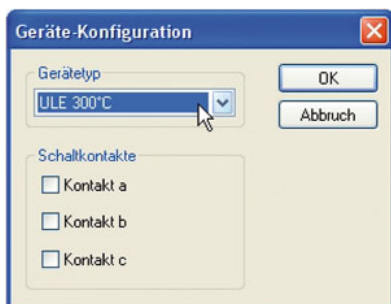 Geräte-Konfiguration
Gerätetyp
ULE 300°C
OK
Abbruch
Schaltkontakte
Kontakt a
Kontakt b
Kontakt c